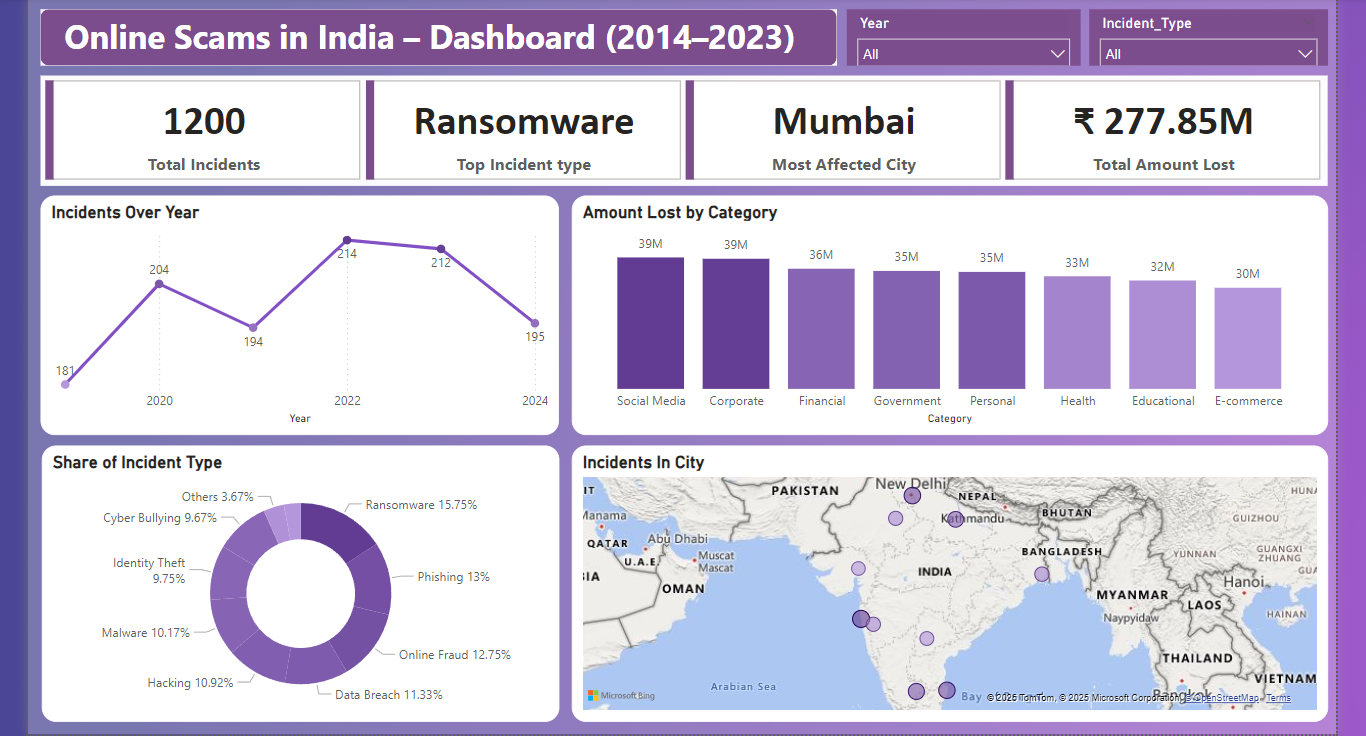 Online Scams in India – Dashboard (2014–2023)
Year
All
Incident_Type
All
1200
Total Incidents
Ransomware
Top Incident type
Mumbai
Most Affected City
₹ 277.85M
Total Amount Lost
Incidents Over Year
181
204
194
214
212
195
2020
2022
2024
Year
Amount Lost by Category
39M
39M
36M
35M
35M
33M
32M
30M
Social Media
Corporate
Financial
Government
Personal
Health
Educational
E-commerce
Category
Share of Incident Type
Others 3.67%
Ransomware 15.75%
Cyber Bullying 9.67%
Identity Theft
9.75%
Phishing 13%
Malware 10.17%
Online Fraud 12.75%
Hacking 10.92%
Data Breach 11.33%
Incidents In City
New Delhi
PAKISTAN
NEPAL
Kathmandu
BHUTAN
GUIZHOU
Manama
QATAR
Abu Dhabi
U.A.E.
Muscat
Muscat
OMAN
BANGLADESH
YUNNAN
GUANGXI
ZHUANG
INDIA
Hanoi
MYANMAR
LAOS
HAINAN
Naypyidaw
THAILAND
VIETNAM
Arabian Sea
Bangkok
Microsoft Bing
© 2025 TomTom, © 2025 Microsoft Corporation, © OpenStreetMap Terms